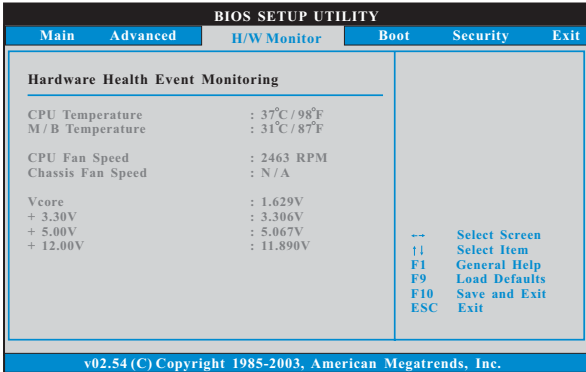 BIOS SETUP UTILITY
Main Advanced H/W Monitor Boot Security Exit
Hardware Health Event Monitoring
CPU Temperature : 37°C / 98°F
M / B Temperature : 31°C / 87°F
CPU Fan Speed : 2463 RPM
Chassis Fan Speed : N / A
Vcore : 1.629V
+ 3.30V : 3.306V
+ 5.00V : 5.067V
+ 12.00V : 11.890V
←→ Select Screen
↑↓ Select Item
F1 General Help
F9 Load Defaults
F10 Save and Exit
ESC Exit
v02.54 (C) Copyright 1985-2003, American Megatrends, Inc.